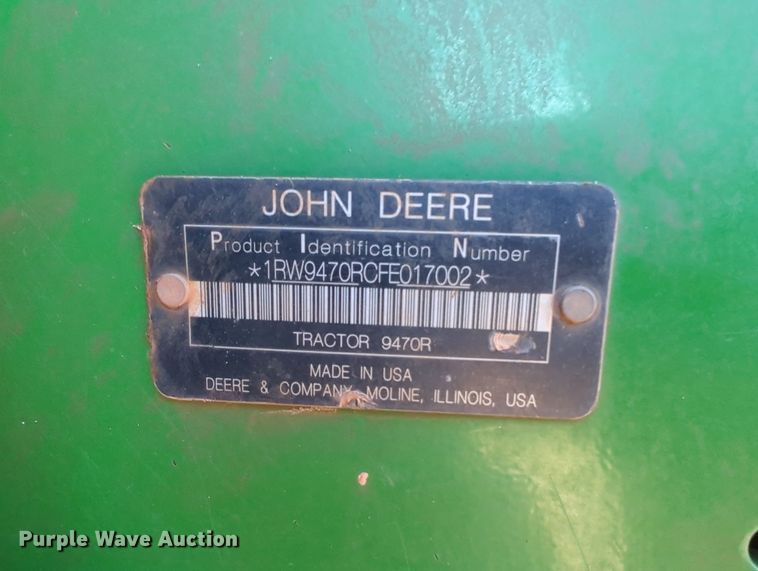 JOHN DEERE
Product Identification Number
*1RW9470RCFE017002*
TRACTOR 9470R
MADE IN USA
DEERE & COMPANY MOLINE, ILLINOIS, USA
Purple Wave Auction